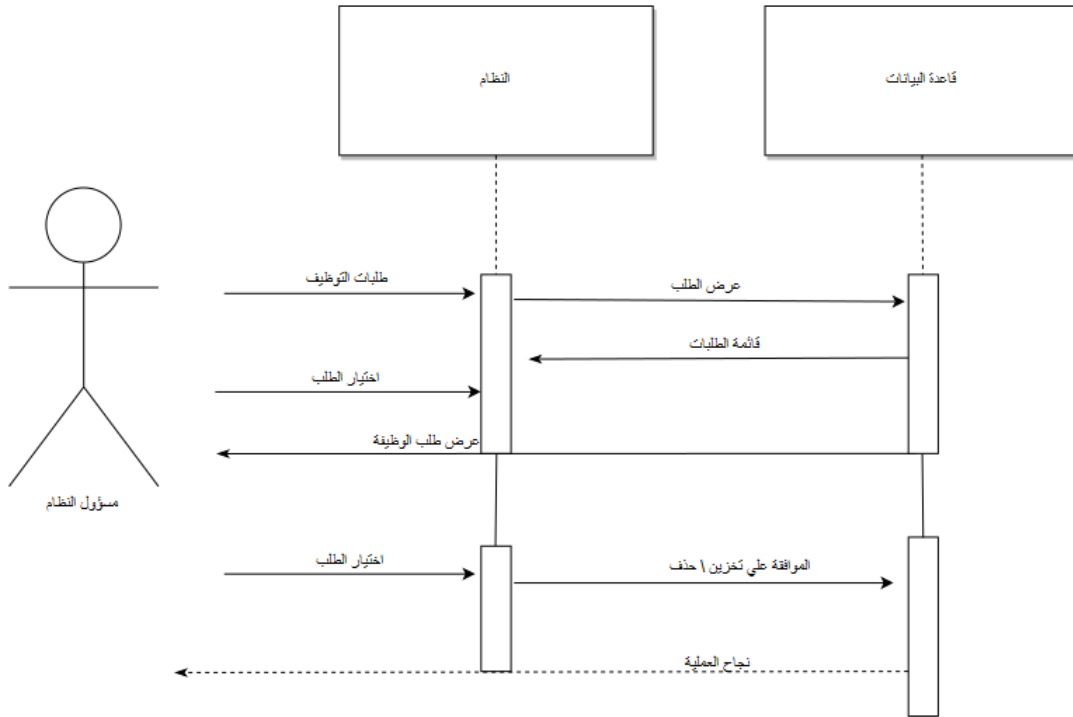 النظام
قاعدة البيانات
طلبات التوظيف
عرض الطلب
قائمة الطلبات
اختيار الطلب
عرض طلب الوظيفة
مسؤول النظام
اختيار الطلب
الموافقة علي تخزين \ حذف
نجاح العملية